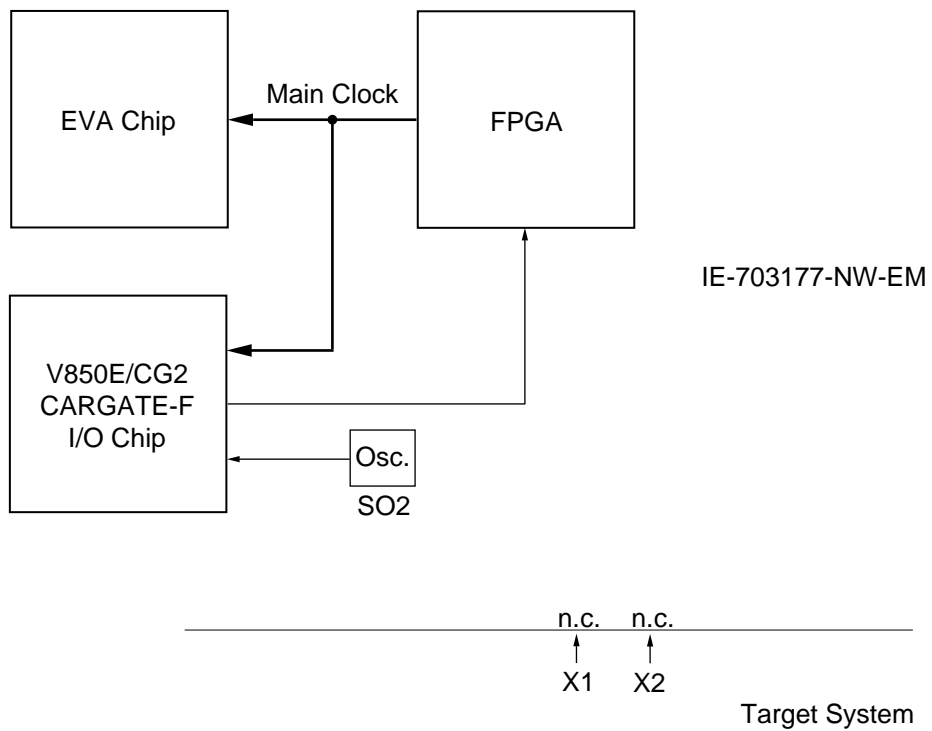 Main Clock
EVA Chip
FPGA
IE-703177-NW-EM
V850E/CG2
CARGATE-F
I/O Chip
Osc.
SO2
n.c. n.c.
X1 X2
Target System